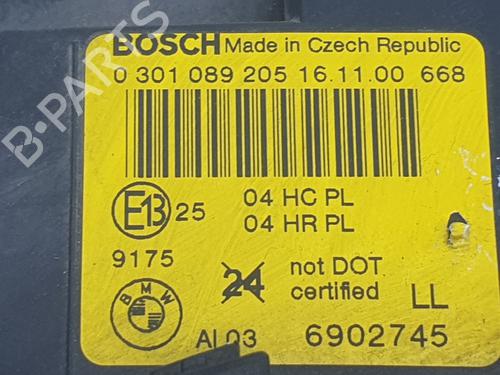 BOSCH Made in Czech Republic
0 301 089 205 16.11.00 668
E13 25
04 HC PL
04 HR PL
9175
BMW
24
not DOT
certified
LL
AL03
6902745
B-PARTS